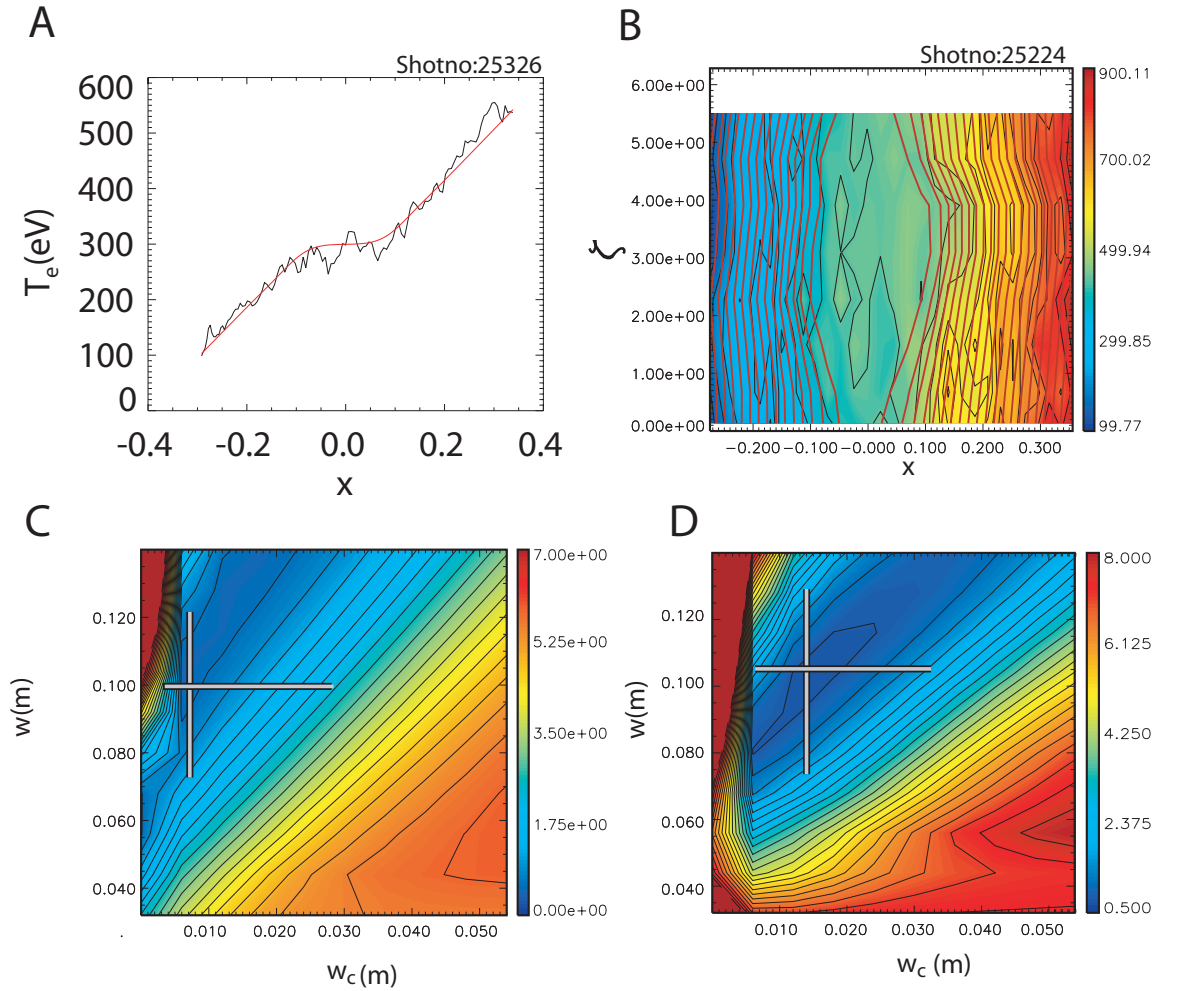 A
Shotno:25326
600
500
400
300
200
100
0
-0.4
-0.2
0.0
0.2
0.4
T_e(eV)
x
B
Shotno:25224
6.00e+00
5.00e+00
4.00e+00
3.00e+00
2.00e+00
1.00e+00
0.00e+00
-0.200
-0.100
-0.000
0.100
0.200
0.300
ζ
x
900.11
700.02
499.94
299.85
99.77
C
0.120
0.100
0.080
0.060
0.040
0.010
0.020
0.030
0.040
0.050
w(m)
w_c (m)
7.00e+00
5.25e+00
3.50e+00
1.75e+00
0.00e+00
D
0.120
0.100
0.080
0.060
0.040
0.010
0.020
0.030
0.040
0.050
w(m)
w_c (m)
8.000
6.125
4.250
2.375
0.500